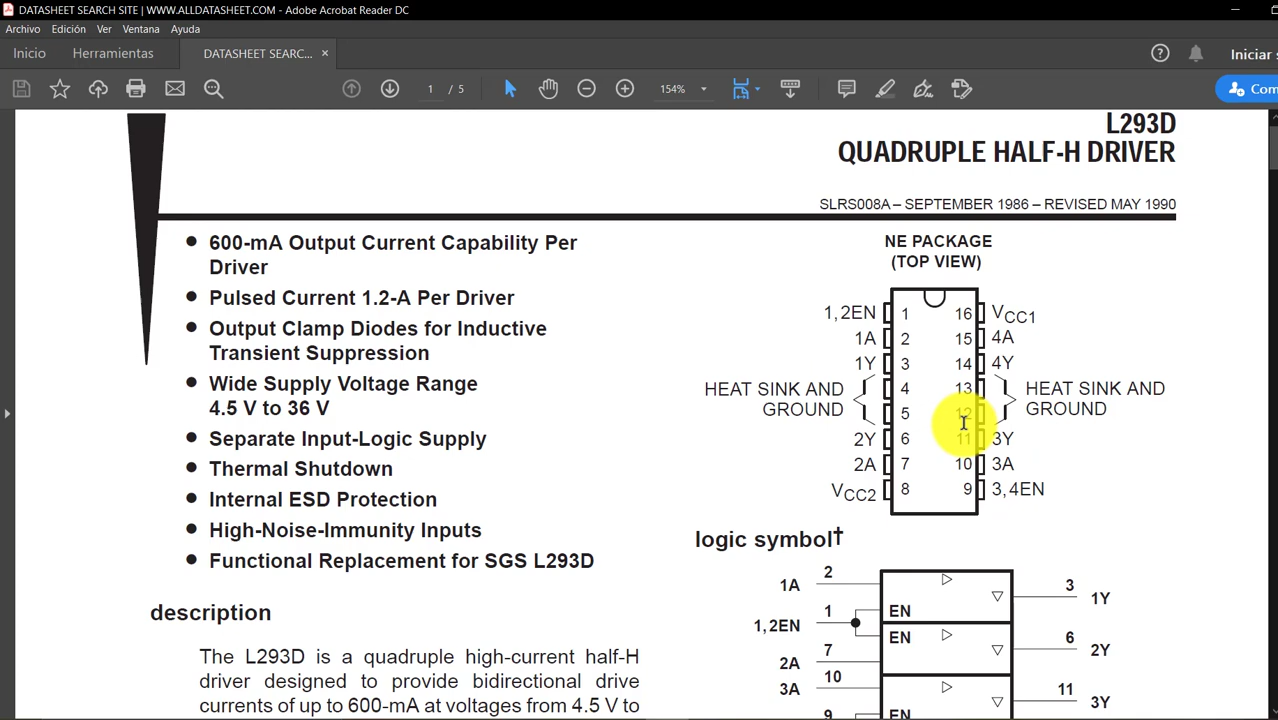 DATASHEET SEARCH SITE | WWW.ALLDATASHEET.COM - Adobe Acrobat Reader DC
Archivo Edición Ver Ventana Ayuda
Inicio Herramientas DATASHEET SEARC... × Iniciar s
1 / 5 154% Com
L293D
QUADRUPLE HALF-H DRIVER
SLRS008A – SEPTEMBER 1986 – REVISED MAY 1990
• 600-mA Output Current Capability Per
Driver
• Pulsed Current 1.2-A Per Driver
• Output Clamp Diodes for Inductive
Transient Suppression
• Wide Supply Voltage Range
4.5 V to 36 V
• Separate Input-Logic Supply
• Thermal Shutdown
• Internal ESD Protection
• High-Noise-Immunity Inputs
• Functional Replacement for SGS L293D
description
The L293D is a quadruple high-current half-H
driver designed to provide bidirectional drive
currents of up to 600-mA at voltages from 4.5 V to
NE PACKAGE
(TOP VIEW)
1,2EN 1 16 VCC1
1A 2 15 4A
1Y 3 14 4Y
HEAT SINK AND 4 13 HEAT SINK AND
GROUND 5 12 GROUND
2Y 6 11 3Y
2A 7 10 3A
VCC2 8 9 3,4EN
logic symbol†
1A 2 3 1Y
1,2EN 1 EN
EN 6 2Y
2A 7
3A 10 11 3Y
9 EN